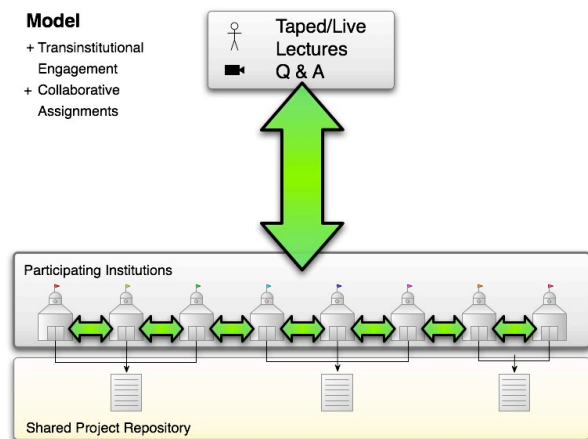 Model
+ Transinstitutional
Engagement
+ Collaborative
Assignments
Taped/Live
Lectures
Q & A
Participating Institutions
Shared Project Repository